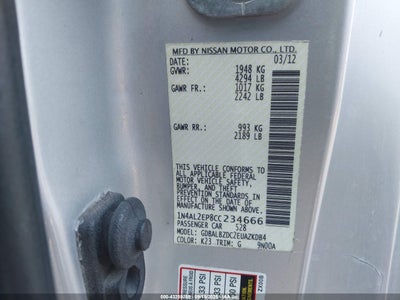 MFD BY NISSAN MOTOR CO., LTD.
DATE: 03/12
GVWR: 1948 KG
4294 LB
GAWR FR.: 1017 KG
2242 LB
GAWR RR.: 993 KG
2189 LB
THIS VEHICLE CONFORMS TO ALL
APPLICABLE FEDERAL MOTOR
VEHICLE SAFETY,
BUMPER, AND THEFT
PREVENTION STANDARDS
IN EFFECT ON THE DATE OF
MANUFACTURE SHOWN ABOVE.
1N4AL2EP8CC234666
PASSENGER CAR 528
MODEL: GDBALBZDC2EUAZKDB4
COLOR: K23 TRIM: G 9N00A